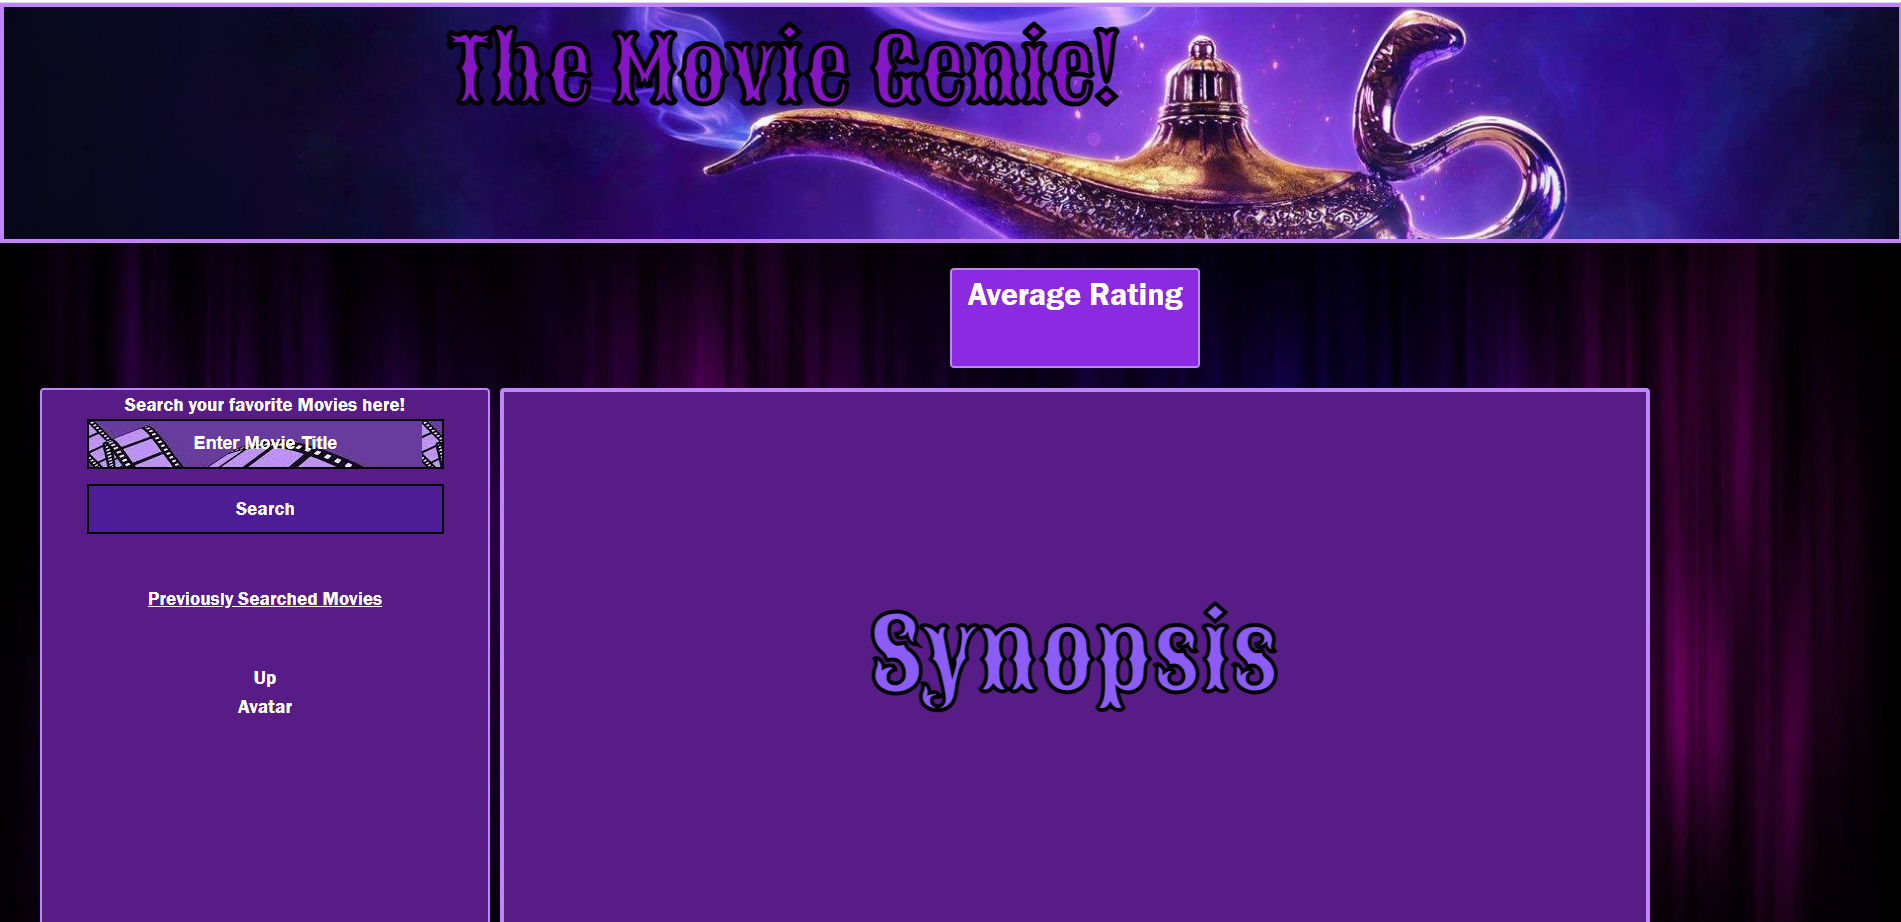 The Movie Genie!
Average Rating
Search your favorite Movies here!
Enter Movie Title
Search
Previously Searched Movies
Up
Avatar
Synopsis